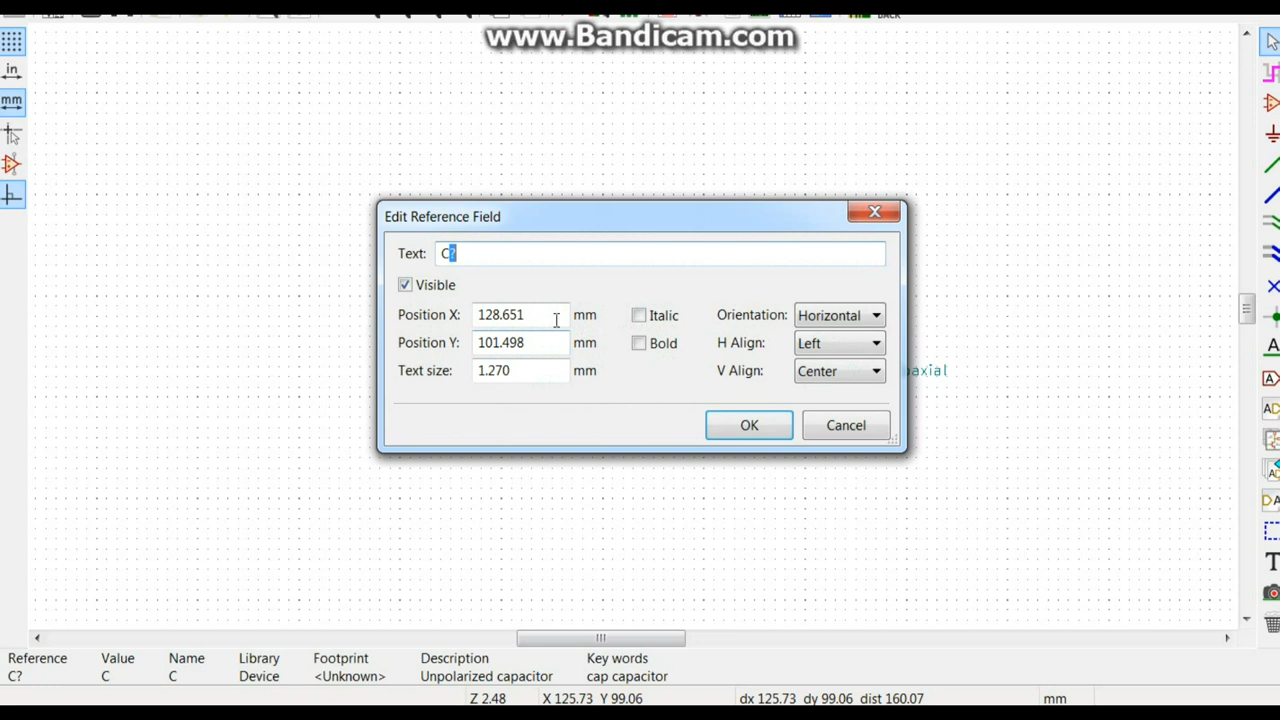 www.Bandicam.com
in
mm
Edit Reference Field
Text: C?
Visible
Position X: 128.651 mm Italic Orientation: Horizontal
Position Y: 101.498 mm Bold H Align: Left
Text size: 1.270 mm V Align: Center
axial
OK Cancel
Reference Value Name Library Footprint Description Key words
C? C C Device <Unknown> Unpolarized capacitor cap capacitor
Z 2.48 X 125.73 Y 99.06 dx 125.73 dy 99.06 dist 160.07 mm